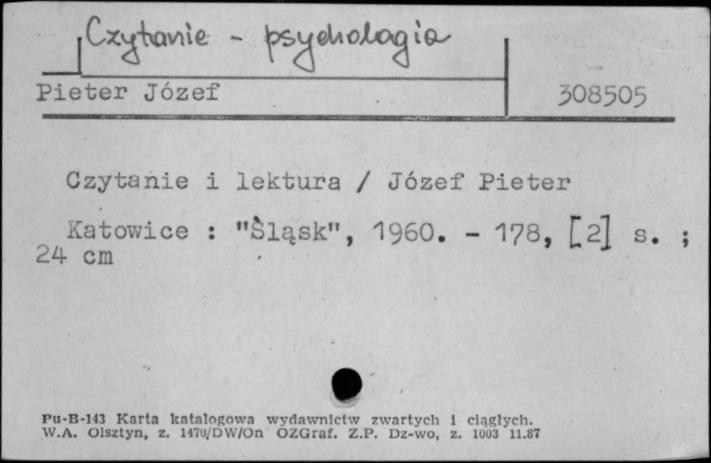 Czytanie - psychologia
Pieter Józef 308505
Czytanie i lektura / Józef Pieter
Katowice : "Śląsk", 1960. - 178, [2] s. ;
24 cm
Pu-B-143 Karta katalogowa wydawnictw zwartych i ciągłych.
W.A. Olsztyn, z. 1470/DW/On OZGraf. Z.P. Dz-wo, z. 1003 11.87